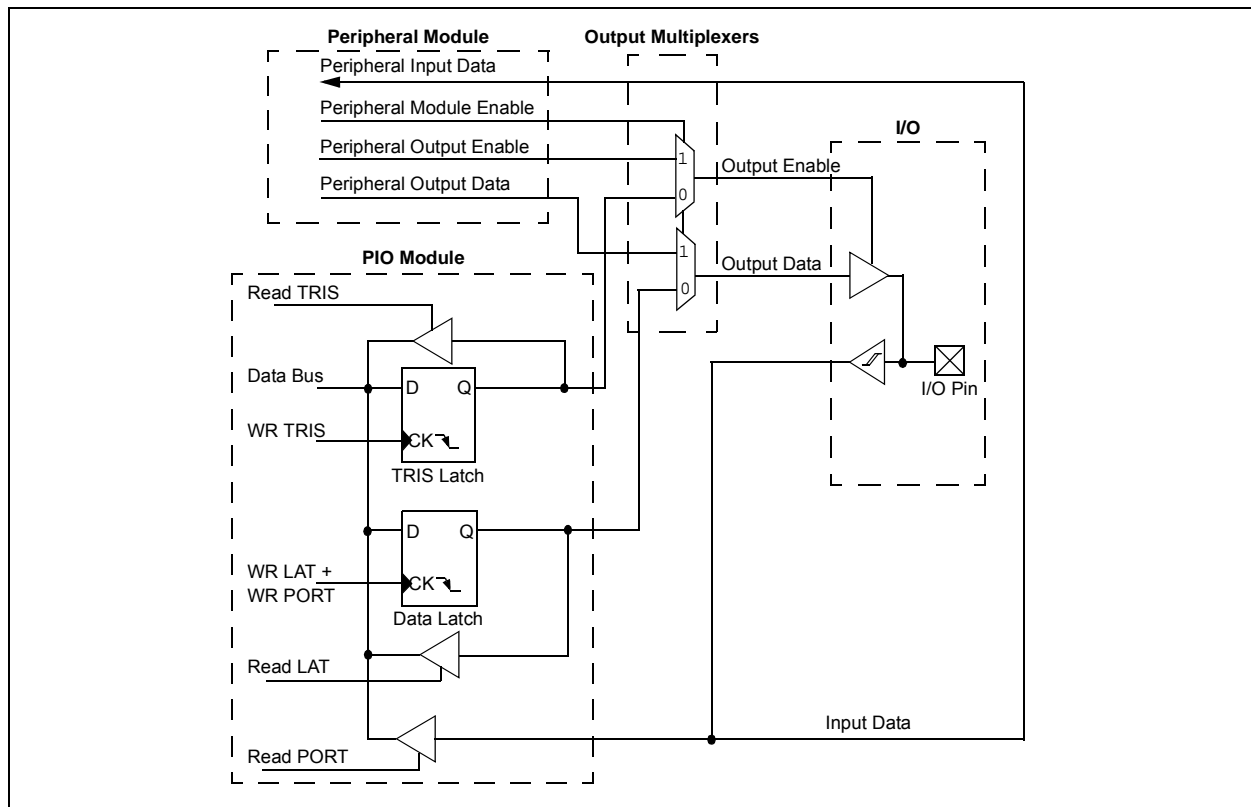 Peripheral Module
Output Multiplexers
Peripheral Input Data
Peripheral Module Enable
Peripheral Output Enable
Peripheral Output Data
1
0
Output Enable
I/O
1
0
Output Data
PIO Module
Read TRIS
Data Bus
D
Q
WR TRIS
CK
TRIS Latch
I/O Pin
D
Q
WR LAT +
WR PORT
CK
Data Latch
Read LAT
Input Data
Read PORT